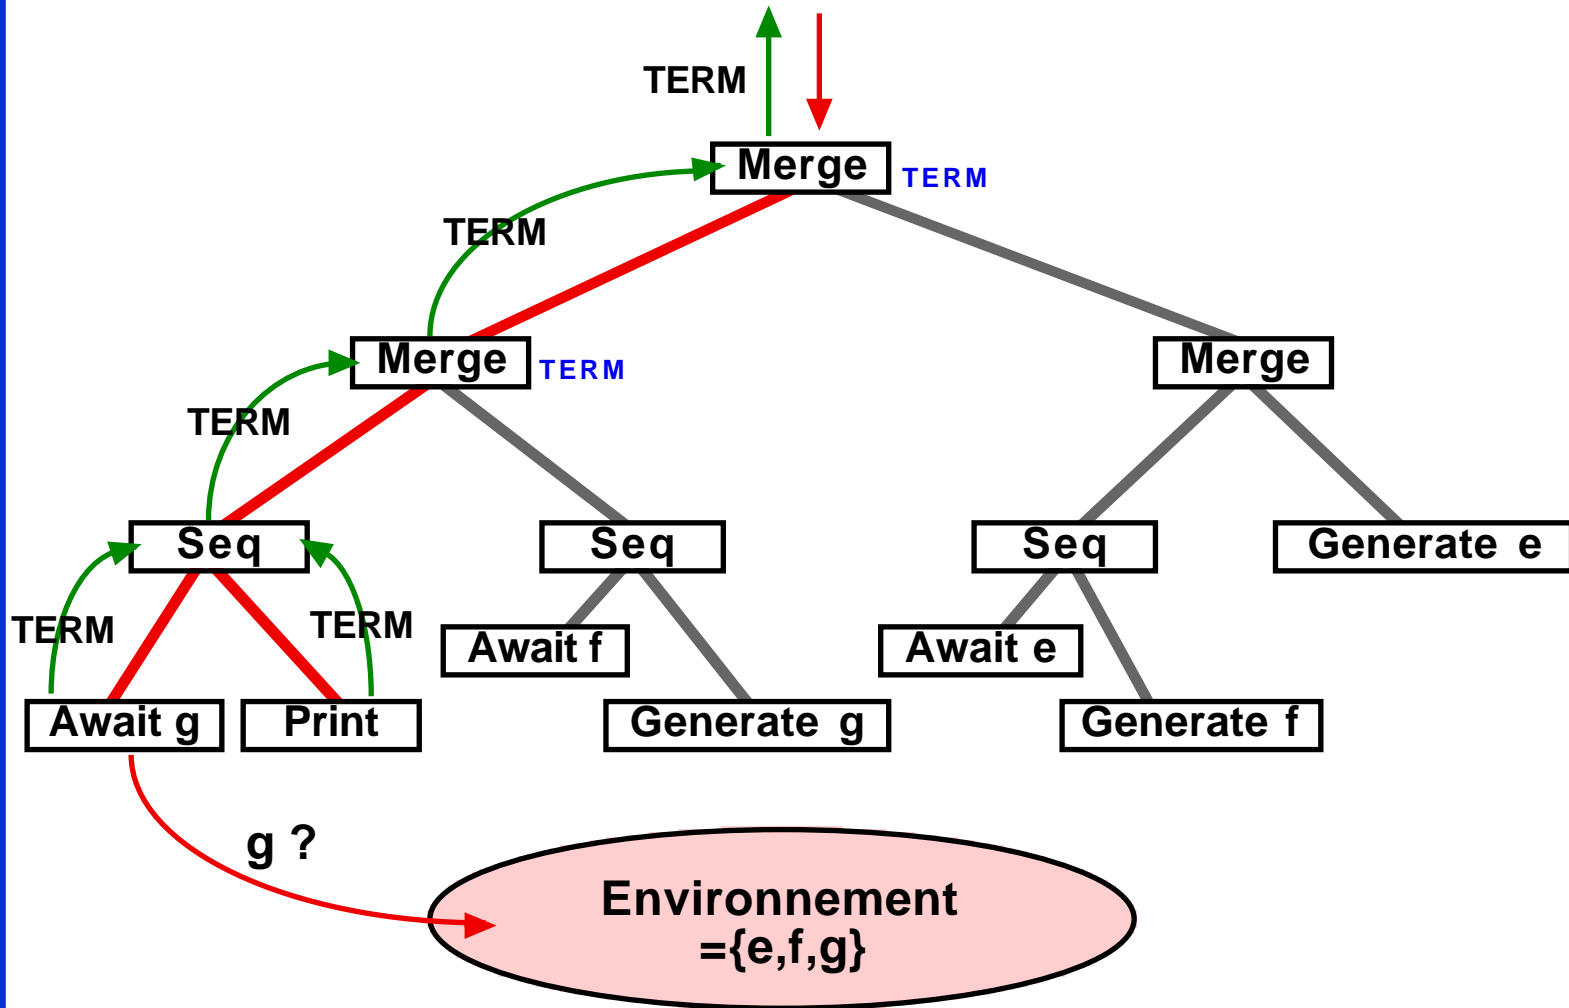 TERM
Merge
TERM
TERM
Merge
TERM
Merge
TERM
Seq
Seq
Seq
Generate e
TERM
TERM
Await f
Await e
Await g
Print
Generate g
Generate f
g ?
Environnement
={e,f,g}